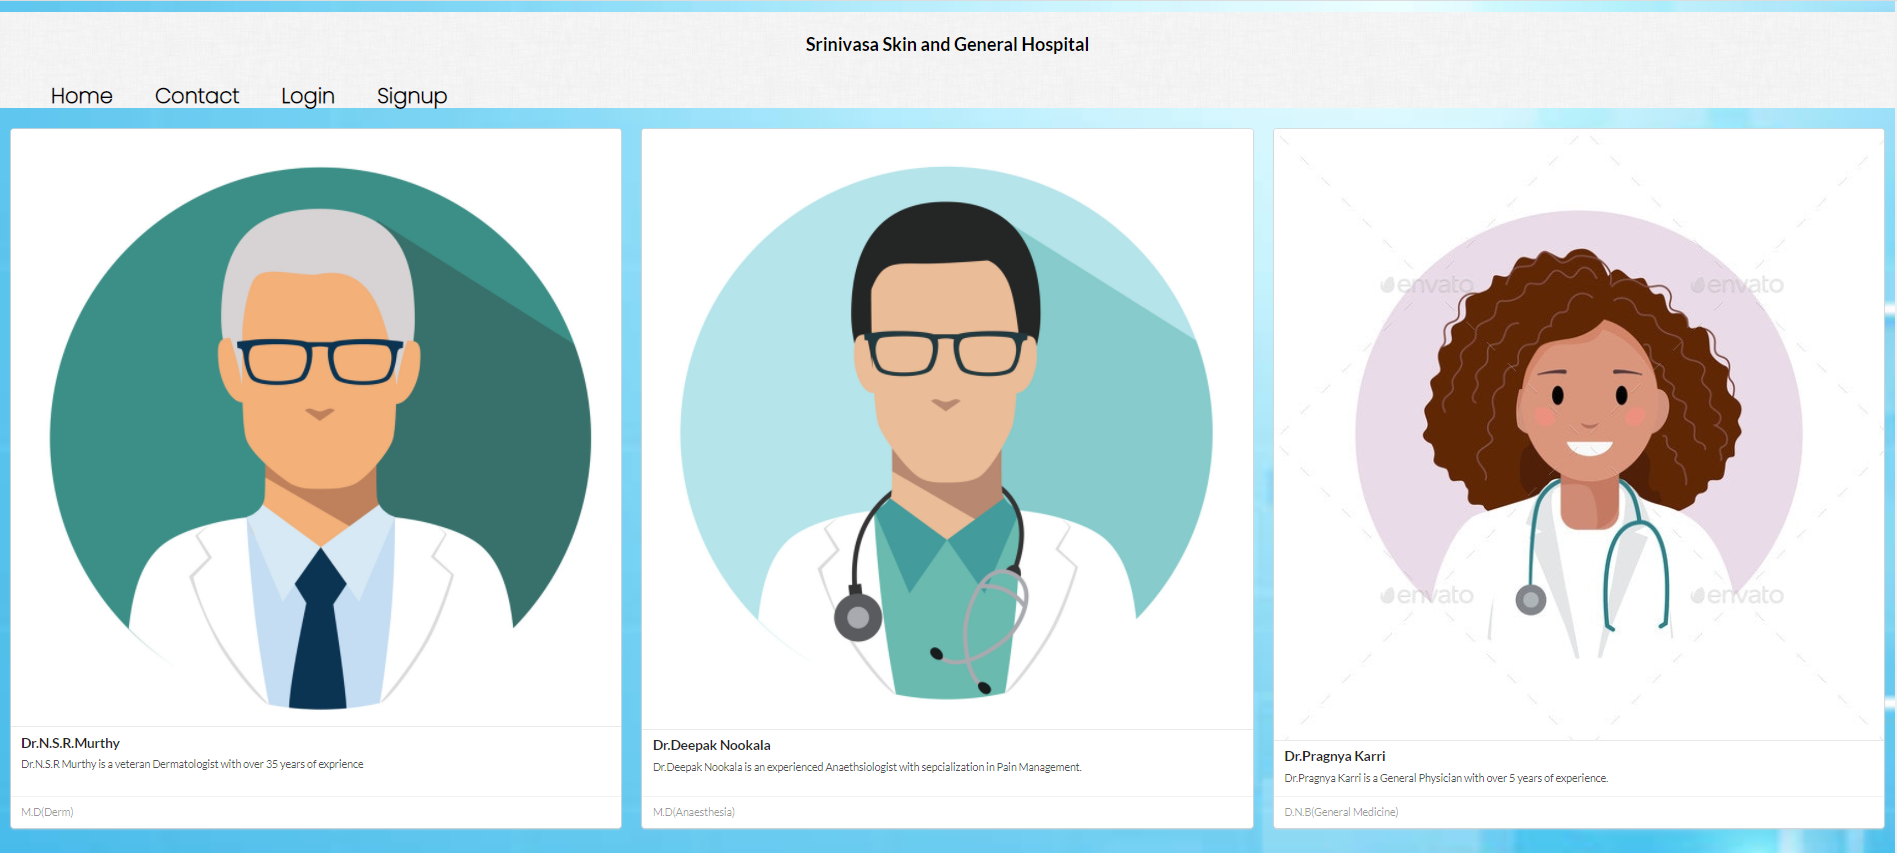 Srinivasa Skin and General Hospital
Home Contact Login Signup
envato envato
envato envato
Dr.N.S.R.Murthy
Dr.N.S.R Murthy is a veteran Dermatologist with over 35 years of exprience
M.D(Derm)
Dr.Deepak Nookala
Dr.Deepak Nookala is an experienced Anaethsiologist with sepcialization in Pain Management.
M.D(Anaesthesia)
Dr.Pragnya Karri
Dr.Pragnya Karri is a General Physician with over 5 years of experience.
D.N.B(General Medicine)